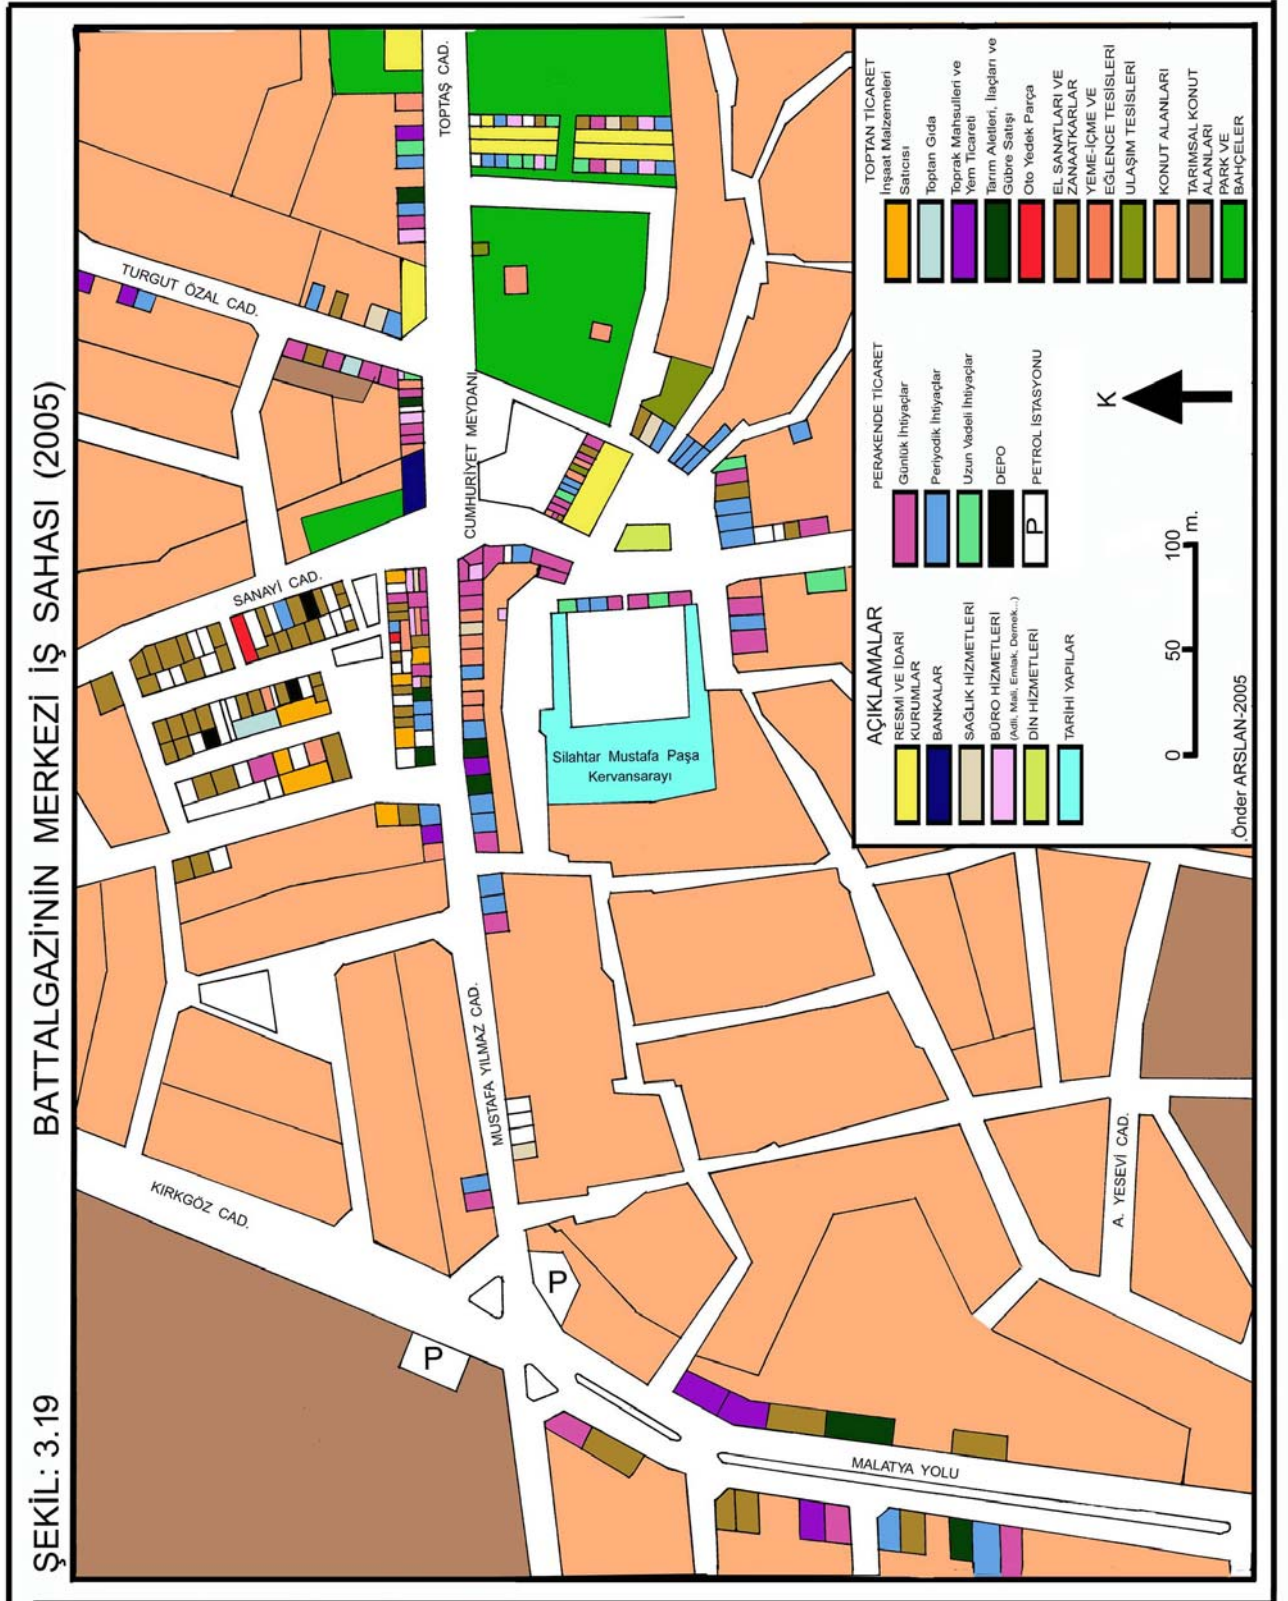 ŞEKİL: 3.19
BATTALGAZİ'NİN MERKEZİ İŞ SAHASI (2005)
TOPTAŞ CAD.
TURGUT ÖZAL CAD.
CUMHURİYET MEYDANI
SANAYİ CAD.
Silahtar Mustafa Paşa
Kervansarayı
MUSTAFA YILMAZ CAD.
KIRKGÖZ CAD.
P
P
A. YESEVİ CAD.
MALATYA YOLU
AÇIKLAMALAR
RESMİ VE İDARİ
KURUMLAR
BANKALAR
SAĞLIK HİZMETLERİ
BÜRO HİZMETLERİ
(Adli, Mali, Emlak, Dernek...)
DİN HİZMETLERİ
TARİHİ YAPILAR
PERAKENDE TİCARET
Günlük İhtiyaçlar
Periyodik İhtiyaçlar
Uzun Vadeli İhtiyaçlar
DEPO
P
PETROL İSTASYONU
TOPTAN TİCARET
İnşaat Malzemeleri
Satıcısı
Toptan Gıda
Toprak Mahsulleri ve
Yem Ticareti
Tarım Aletleri, İlaçları ve
Gübre Satışı
Oto Yedek Parça
EL SANATLARI VE
ZANAATKARLAR
YEME-İÇME VE
EĞLENCE TESİSLERİ
ULAŞIM TESİSLERİ
KONUT ALANLARI
TARIMSAL KONUT
ALANLARI
PARK VE
BAHÇELER
K
0 50 100 m.
.Önder ARSLAN-2005